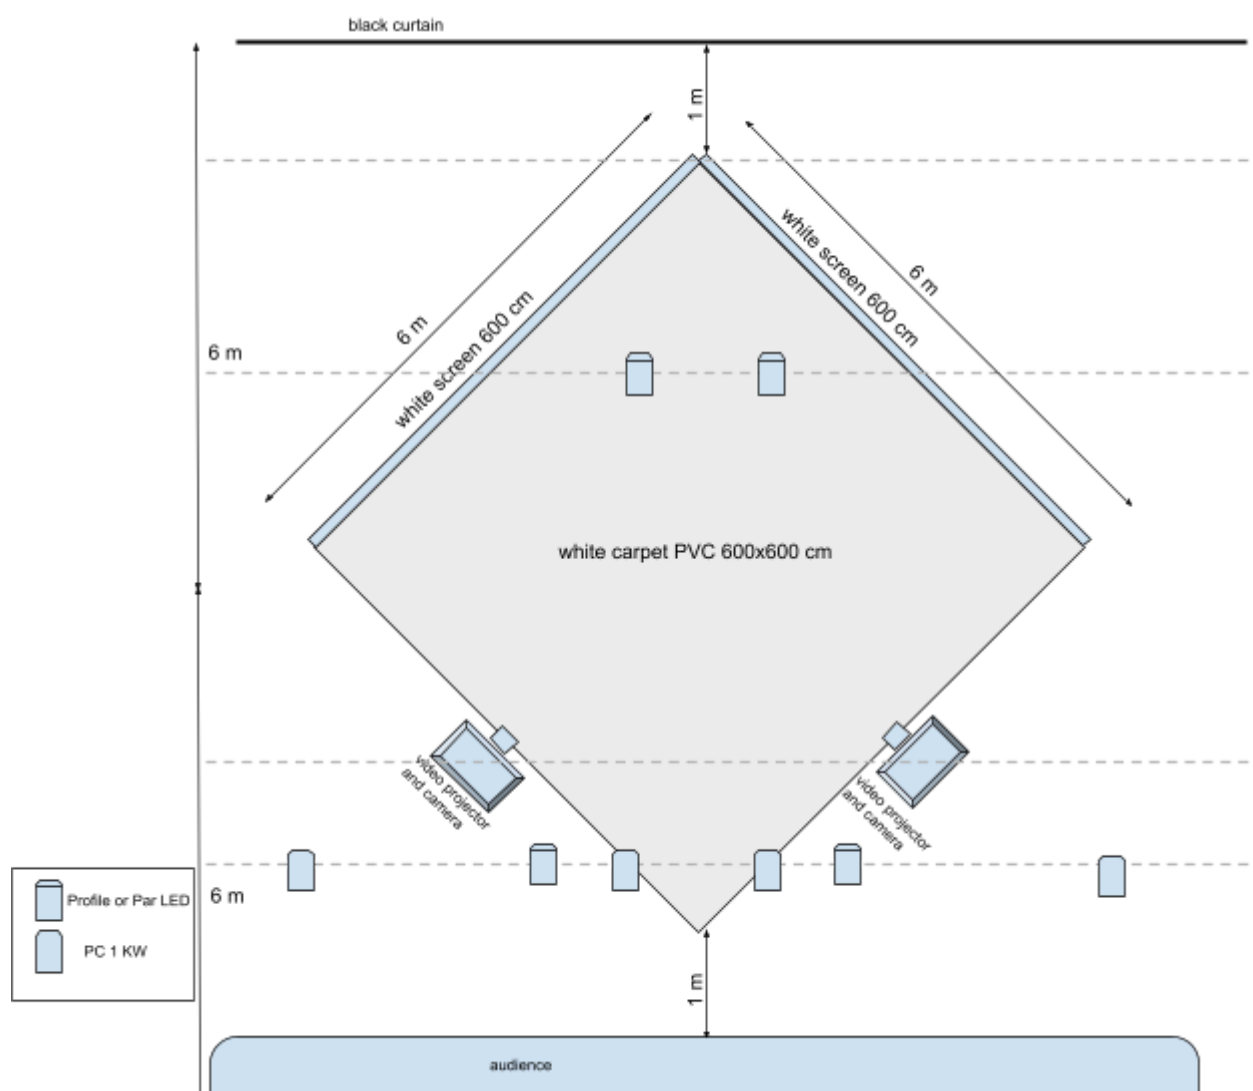 black curtain
1 m
6 m
white screen 600 cm
white screen 600 cm
6 m
6 m
white carpet PVC 600x600 cm
video projector
and camera
video projector
and camera
Profile or Par LED
PC 1 KW
6 m
1 m
audience